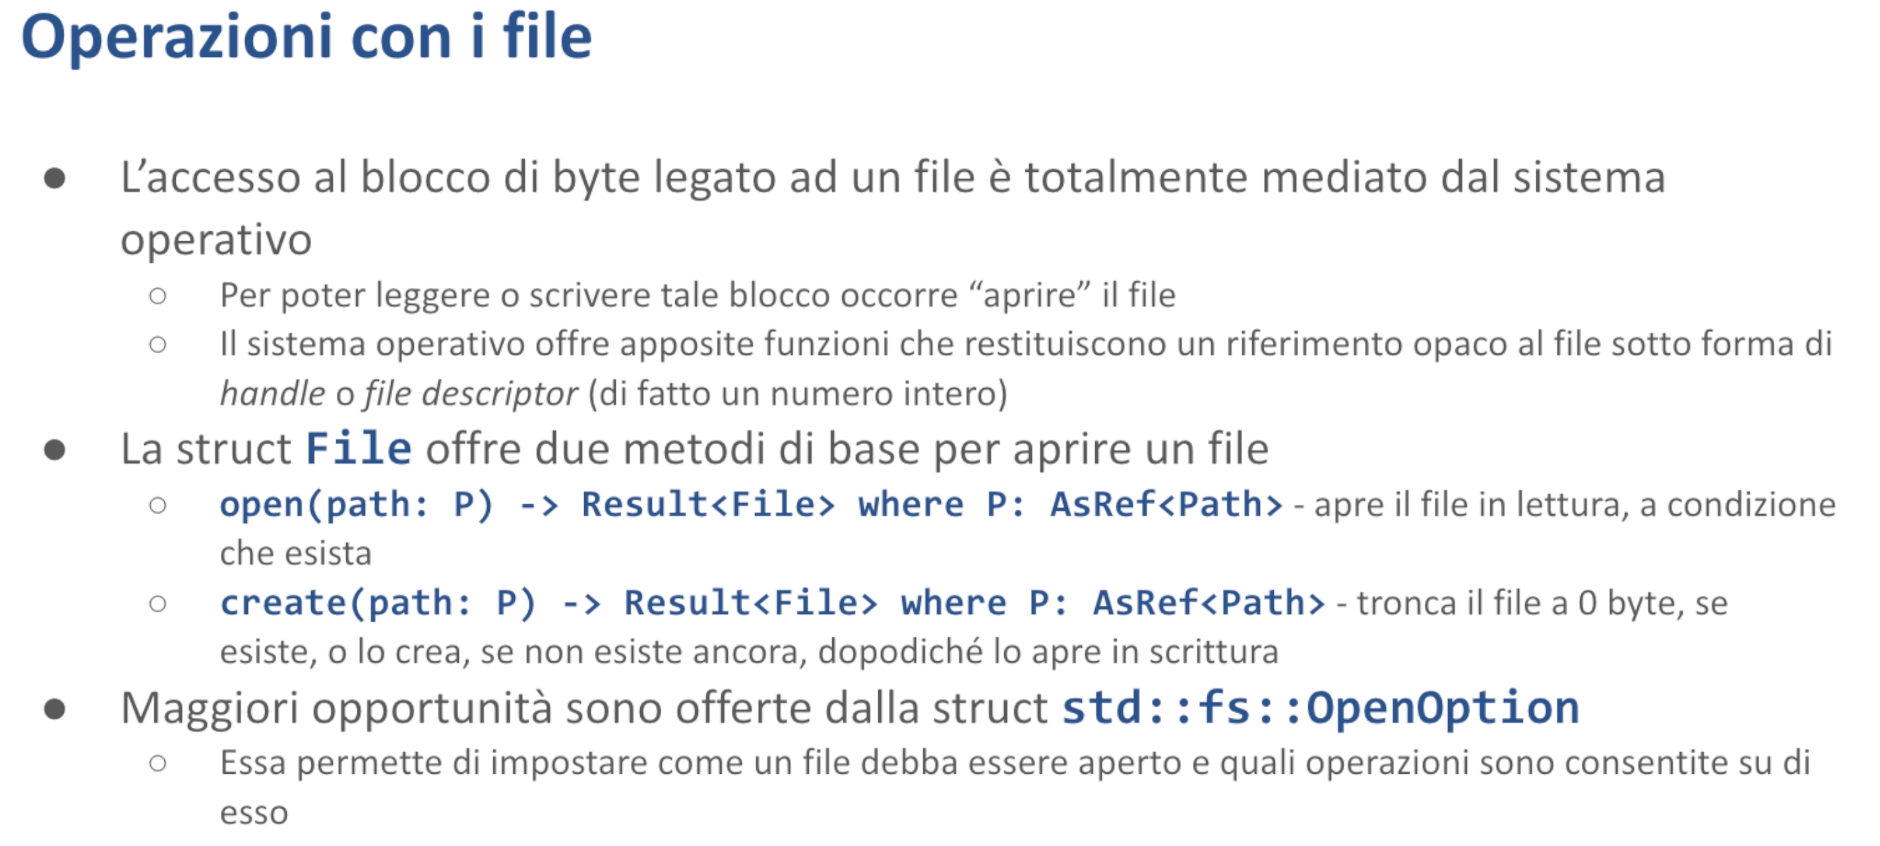 Operazioni con i file
● L’accesso al blocco di byte legato ad un file è totalmente mediato dal sistema
operativo
○ Per poter leggere o scrivere tale blocco occorre “aprire” il file
○ Il sistema operativo offre apposite funzioni che restituiscono un riferimento opaco al file sotto forma di
handle o file descriptor (di fatto un numero intero)
● La struct File offre due metodi di base per aprire un file
○ open(path: P) -> Result<File> where P: AsRef<Path> - apre il file in lettura, a condizione
che esista
○ create(path: P) -> Result<File> where P: AsRef<Path> - tronca il file a 0 byte, se
esiste, o lo crea, se non esiste ancora, dopodiché lo apre in scrittura
● Maggiori opportunità sono offerte dalla struct std::fs::OpenOption
○ Essa permette di impostare come un file debba essere aperto e quali operazioni sono consentite su di
esso